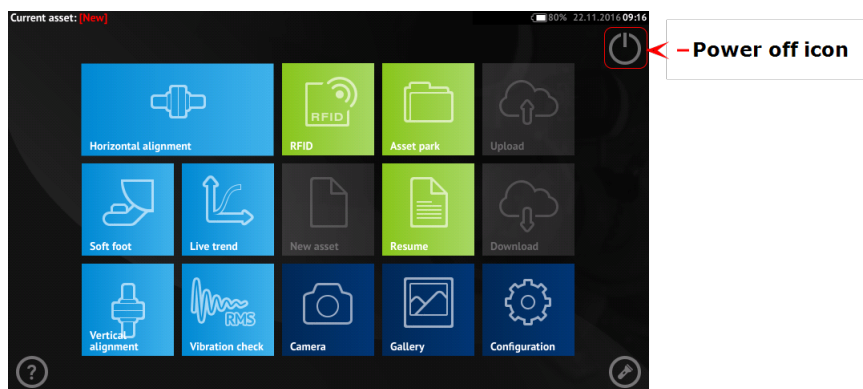 Current asset: [New]
80% 22.11.2016 09:16
–Power off icon
RFID
Horizontal alignment
RFID
Asset park
Upload
Soft foot
Live trend
New asset
Resume
Download
RMS
Vertical
alignment
Vibration check
Camera
Gallery
Configuration
?